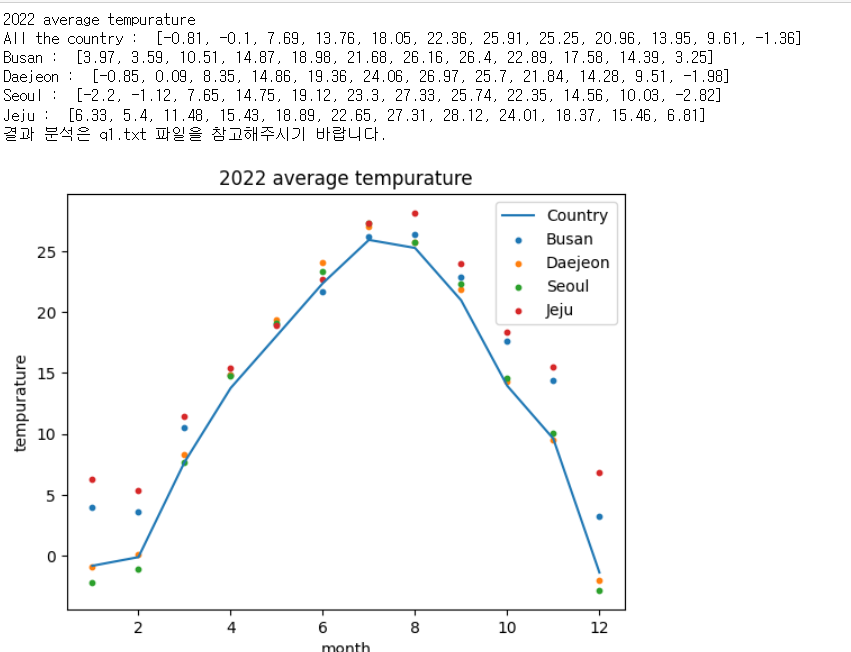 2022 average tempurature
All the country :  [-0.81, -0.1, 7.69, 13.76, 18.05, 22.36, 25.91, 25.25, 20.96, 13.95, 9.61, -1.36]
Busan :  [3.97, 3.59, 10.51, 14.87, 18.98, 21.68, 26.16, 26.4, 22.89, 17.58, 14.39, 3.25]
Daejeon :  [-0.85, 0.09, 8.35, 14.86, 19.36, 24.06, 26.97, 25.7, 21.84, 14.28, 9.51, -1.98]
Seoul :  [-2.2, -1.12, 7.65, 14.75, 19.12, 23.3, 27.33, 25.74, 22.35, 14.56, 10.03, -2.82]
Jeju :  [6.33, 5.4, 11.48, 15.43, 18.89, 22.65, 27.31, 28.12, 24.01, 18.37, 15.46, 6.81]
결과 분석은 q1.txt 파일을 참고해주시기 바랍니다.
2022 average tempurature
Country
Busan
Daejeon
Seoul
Jeju
25
20
15
10
5
0
tempurature
2 4 6 8 10 12
month